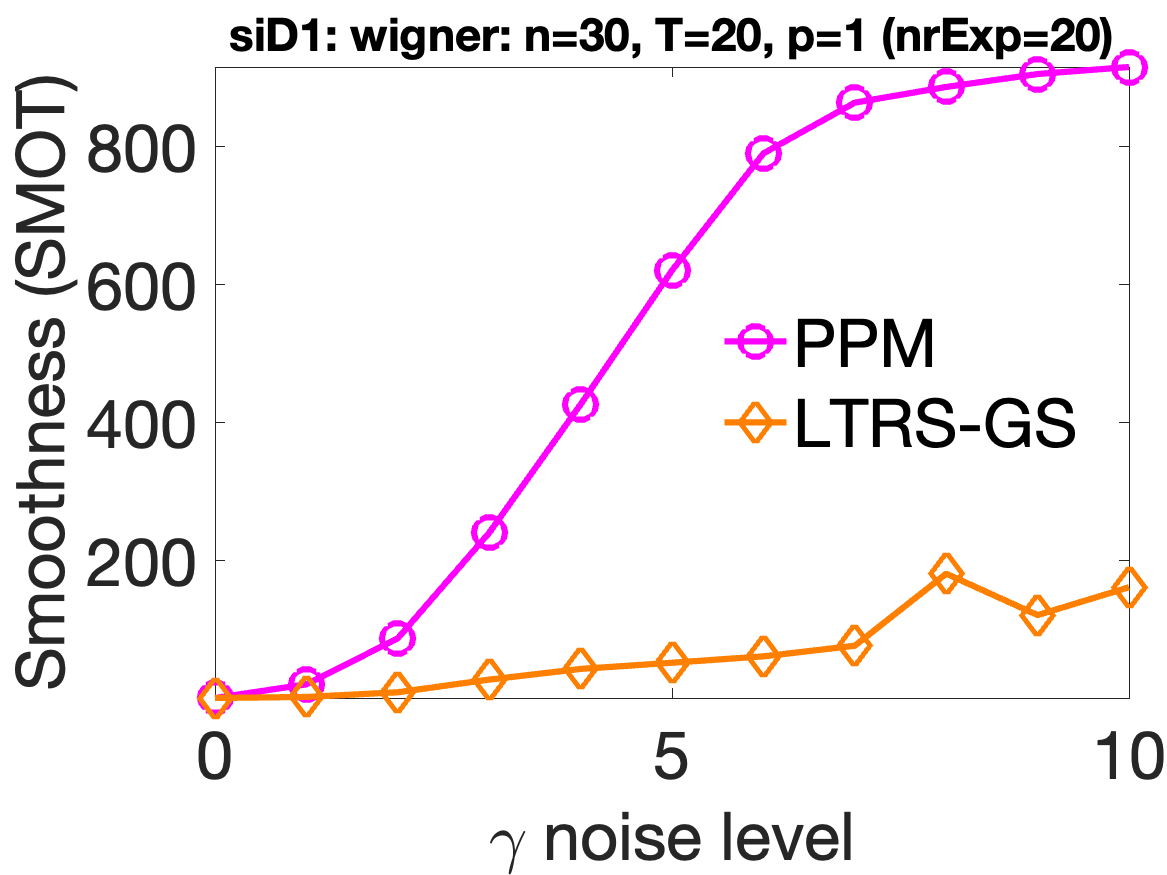 siD1: wigner: n=30, T=20, p=1 (nrExp=20)
Smoothness (SMOT)
800
600
400
200
PPM
LTRS-GS
0
5
10
γ noise level